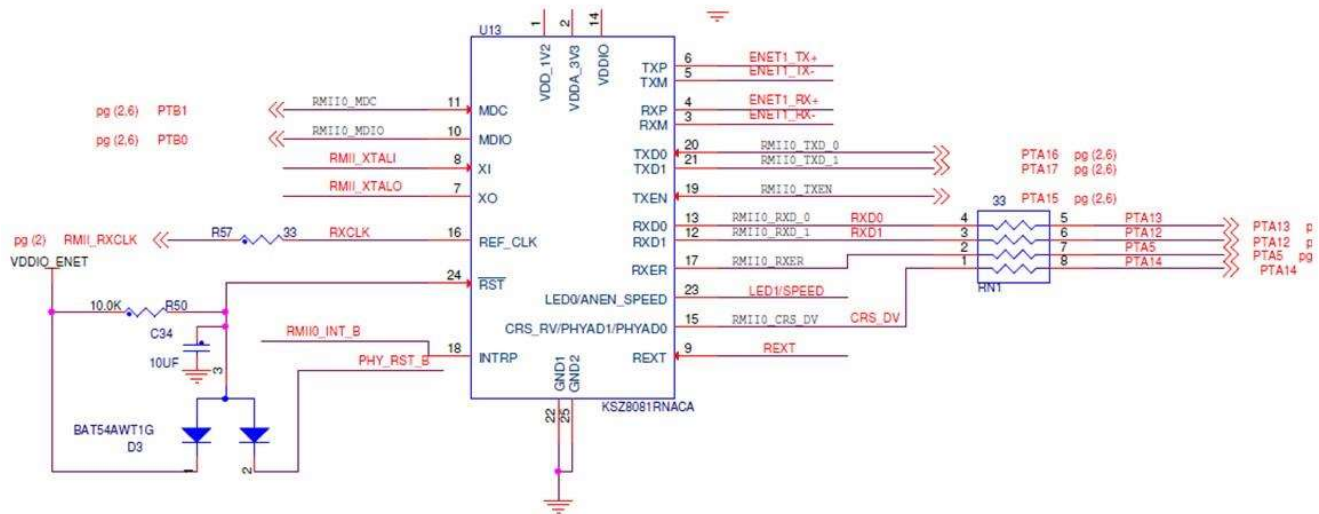 U13
1
2
14
VDD_1V2
VDDA_3V3
VDDIO
pg (2,6) PTB1
RMII0_MDC
11
MDC
pg (2,6) PTB0
RMII0_MDIO
10
MDIO
RMII_XTALI
8
XI
RMII_XTALO
7
XO
pg (2) RMII_RXCLK
R57
33
RXCLK
16
REF_CLK
VDDIO_ENET
24
RST
10.0K
R50
C34
10UF
RMII0_INT_B
18
INTRP
PHY_RST_B
3
BAT54AWT1G
D3
1
2
TXP
6
ENET1_TX+
TXM
5
ENET1_TX-
RXP
4
ENET1_RX+
RXM
3
ENET1_RX-
TXD0
20
RMII0_TXD_0
PTA16 pg (2,6)
TXD1
21
RMII0_TXD_1
PTA17 pg (2,6)
TXEN
19
RMII0_TXEN
PTA15 pg (2,6)
33
RXD0
13
RMII0_RXD_0
RXD0
4
5
PTA13
PTA13 p
RXD1
12
RMII0_RXD_1
RXD1
3
6
PTA12
PTA12 p
2
7
PTA5
PTA5 pg
RXER
17
RMII0_RXER
1
8
PTA14
PTA14
RN1
LED0/ANEN_SPEED
23
LED1/SPEED
CRS_RV/PHYAD1/PHYAD0
15
RMII0_CRS_DV
CRS_DV
REXT
9
REXT
GND1
GND2
22
25
KSZ8081RNACA